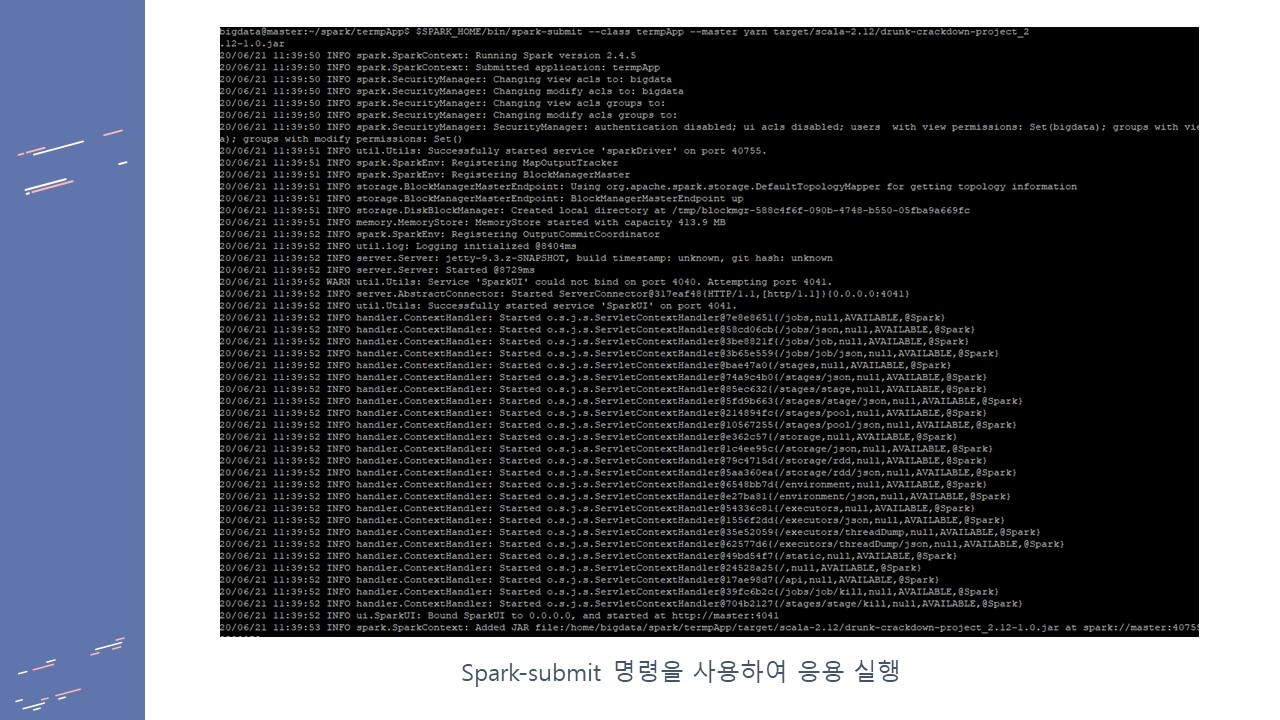 bigdata@master:~/spark/termpApp$ $SPARK_HOME/bin/spark-submit --class termpApp --master yarn target/scala-2.12/drunk-crackdown-project_2
.12-1.0.jar
20/06/21 11:39:50 INFO spark.SparkContext: Running Spark version 2.4.5
20/06/21 11:39:50 INFO spark.SparkContext: Submitted application: termpApp
20/06/21 11:39:50 INFO spark.SecurityManager: Changing view acls to: bigdata
20/06/21 11:39:50 INFO spark.SecurityManager: Changing modify acls to: bigdata
20/06/21 11:39:50 INFO spark.SecurityManager: Changing view acls groups to:
20/06/21 11:39:50 INFO spark.SecurityManager: Changing modify acls groups to:
20/06/21 11:39:50 INFO spark.SecurityManager: SecurityManager: authentication disabled; ui acls disabled; users  with view permissions: Set(bigdata); groups with vie
a); groups with modify permissions: Set()
20/06/21 11:39:51 INFO util.Utils: Successfully started service 'sparkDriver' on port 40755.
20/06/21 11:39:51 INFO spark.SparkEnv: Registering MapOutputTracker
20/06/21 11:39:51 INFO spark.SparkEnv: Registering BlockManagerMaster
20/06/21 11:39:51 INFO storage.BlockManagerMasterEndpoint: Using org.apache.spark.storage.DefaultTopologyMapper for getting topology information
20/06/21 11:39:51 INFO storage.BlockManagerMasterEndpoint: BlockManagerMasterEndpoint up
20/06/21 11:39:51 INFO storage.DiskBlockManager: Created local directory at /tmp/blockmgr-588c4f6f-090b-4748-b550-05fba9a669fc
20/06/21 11:39:51 INFO memory.MemoryStore: MemoryStore started with capacity 413.9 MB
20/06/21 11:39:52 INFO spark.SparkEnv: Registering OutputCommitCoordinator
20/06/21 11:39:52 INFO util.log: Logging initialized @8404ms
20/06/21 11:39:52 INFO server.Server: jetty-9.3.z-SNAPSHOT, build timestamp: unknown, git hash: unknown
20/06/21 11:39:52 INFO server.Server: Started @8729ms
20/06/21 11:39:52 WARN util.Utils: Service 'SparkUI' could not bind on port 4040. Attempting port 4041.
20/06/21 11:39:52 INFO server.AbstractConnector: Started ServerConnector@317eaf48{HTTP/1.1,[http/1.1]}{0.0.0.0:4041}
20/06/21 11:39:52 INFO util.Utils: Successfully started service 'SparkUI' on port 4041.
20/06/21 11:39:52 INFO handler.ContextHandler: Started o.s.j.s.ServletContextHandler@7e8e8651{/jobs,null,AVAILABLE,@Spark}
20/06/21 11:39:52 INFO handler.ContextHandler: Started o.s.j.s.ServletContextHandler@58cd06cb{/jobs/json,null,AVAILABLE,@Spark}
20/06/21 11:39:52 INFO handler.ContextHandler: Started o.s.j.s.ServletContextHandler@3be8821f{/jobs/job,null,AVAILABLE,@Spark}
20/06/21 11:39:52 INFO handler.ContextHandler: Started o.s.j.s.ServletContextHandler@3b65e559{/jobs/job/json,null,AVAILABLE,@Spark}
20/06/21 11:39:52 INFO handler.ContextHandler: Started o.s.j.s.ServletContextHandler@bae47a0{/stages,null,AVAILABLE,@Spark}
20/06/21 11:39:52 INFO handler.ContextHandler: Started o.s.j.s.ServletContextHandler@74a9c4b0{/stages/json,null,AVAILABLE,@Spark}
20/06/21 11:39:52 INFO handler.ContextHandler: Started o.s.j.s.ServletContextHandler@85ec632{/stages/stage,null,AVAILABLE,@Spark}
20/06/21 11:39:52 INFO handler.ContextHandler: Started o.s.j.s.ServletContextHandler@5fd9b663{/stages/stage/json,null,AVAILABLE,@Spark}
20/06/21 11:39:52 INFO handler.ContextHandler: Started o.s.j.s.ServletContextHandler@214894fc{/stages/pool,null,AVAILABLE,@Spark}
20/06/21 11:39:52 INFO handler.ContextHandler: Started o.s.j.s.ServletContextHandler@10567255{/stages/pool/json,null,AVAILABLE,@Spark}
20/06/21 11:39:52 INFO handler.ContextHandler: Started o.s.j.s.ServletContextHandler@e362c57{/storage,null,AVAILABLE,@Spark}
20/06/21 11:39:52 INFO handler.ContextHandler: Started o.s.j.s.ServletContextHandler@1c4ee95c{/storage/json,null,AVAILABLE,@Spark}
20/06/21 11:39:52 INFO handler.ContextHandler: Started o.s.j.s.ServletContextHandler@79c4715d{/storage/rdd,null,AVAILABLE,@Spark}
20/06/21 11:39:52 INFO handler.ContextHandler: Started o.s.j.s.ServletContextHandler@5aa360ea{/storage/rdd/json,null,AVAILABLE,@Spark}
20/06/21 11:39:52 INFO handler.ContextHandler: Started o.s.j.s.ServletContextHandler@6548bb7d{/environment,null,AVAILABLE,@Spark}
20/06/21 11:39:52 INFO handler.ContextHandler: Started o.s.j.s.ServletContextHandler@e27ba81{/environment/json,null,AVAILABLE,@Spark}
20/06/21 11:39:52 INFO handler.ContextHandler: Started o.s.j.s.ServletContextHandler@54336c81{/executors,null,AVAILABLE,@Spark}
20/06/21 11:39:52 INFO handler.ContextHandler: Started o.s.j.s.ServletContextHandler@1556f2dd{/executors/json,null,AVAILABLE,@Spark}
20/06/21 11:39:52 INFO handler.ContextHandler: Started o.s.j.s.ServletContextHandler@35e52059{/executors/threadDump,null,AVAILABLE,@Spark}
20/06/21 11:39:52 INFO handler.ContextHandler: Started o.s.j.s.ServletContextHandler@62577d6{/executors/threadDump/json,null,AVAILABLE,@Spark}
20/06/21 11:39:52 INFO handler.ContextHandler: Started o.s.j.s.ServletContextHandler@49bd54f7{/static,null,AVAILABLE,@Spark}
20/06/21 11:39:52 INFO handler.ContextHandler: Started o.s.j.s.ServletContextHandler@24528a25{/,null,AVAILABLE,@Spark}
20/06/21 11:39:52 INFO handler.ContextHandler: Started o.s.j.s.ServletContextHandler@17ae98d7{/api,null,AVAILABLE,@Spark}
20/06/21 11:39:52 INFO handler.ContextHandler: Started o.s.j.s.ServletContextHandler@39fc6b2c{/jobs/job/kill,null,AVAILABLE,@Spark}
20/06/21 11:39:52 INFO handler.ContextHandler: Started o.s.j.s.ServletContextHandler@704b2127{/stages/stage/kill,null,AVAILABLE,@Spark}
20/06/21 11:39:52 INFO ui.SparkUI: Bound SparkUI to 0.0.0.0, and started at http://master:4041
20/06/21 11:39:53 INFO spark.SparkContext: Added JAR file:/home/bigdata/spark/termpApp/target/scala-2.12/drunk-crackdown-project_2.12-1.0.jar at spark://master:40755
Spark-submit 명령을 사용하여 응용 실행